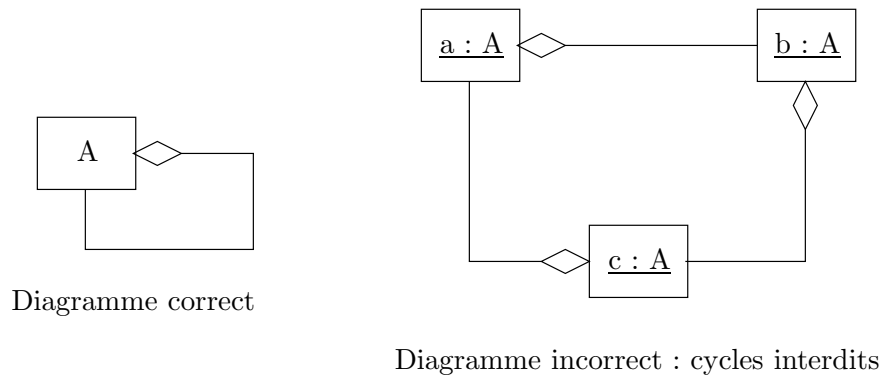 a : A
b : A
A
c : A
Diagramme correct
Diagramme incorrect : cycles interdits